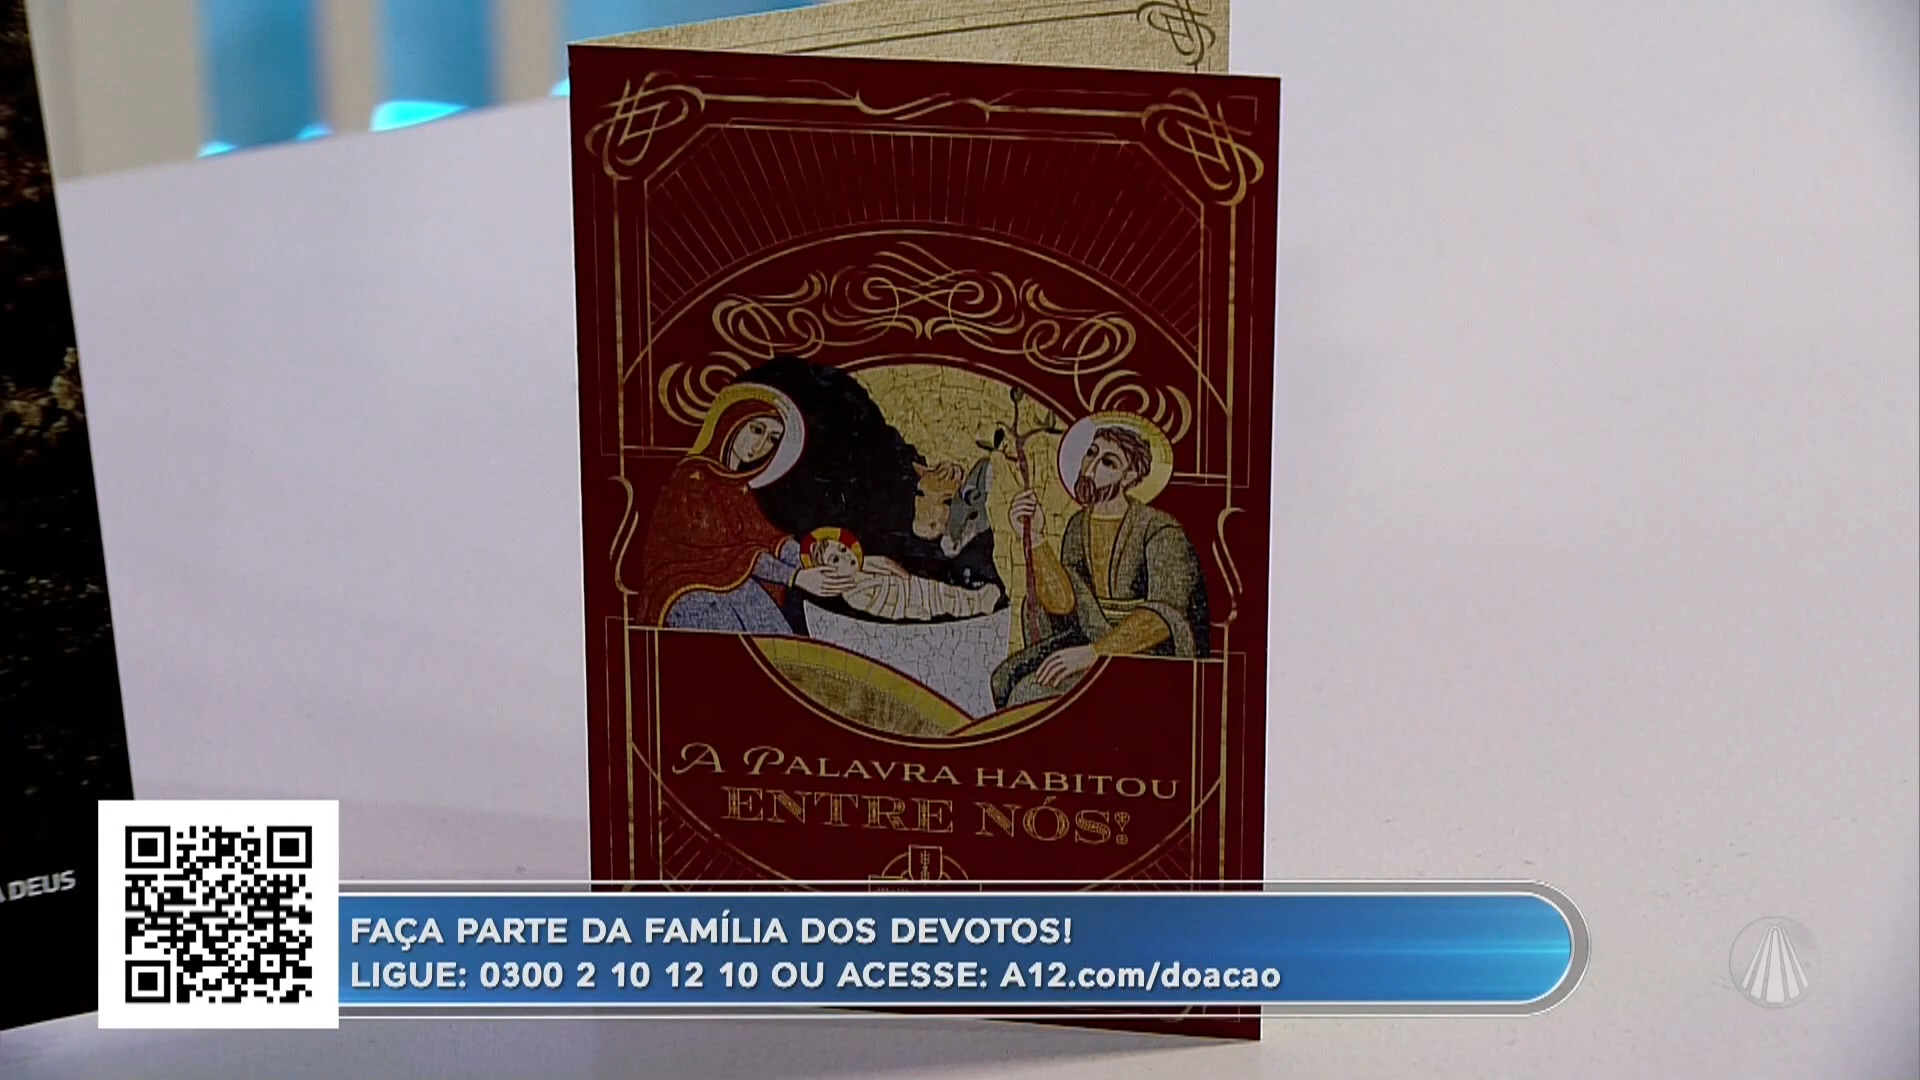 A PALAVRA HABITOU
ENTRE NÓS!
DEUS
FAÇA PARTE DA FAMÍLIA DOS DEVOTOS!
LIGUE: 0300 2 10 12 10 OU ACESSE: A12.com/doacao